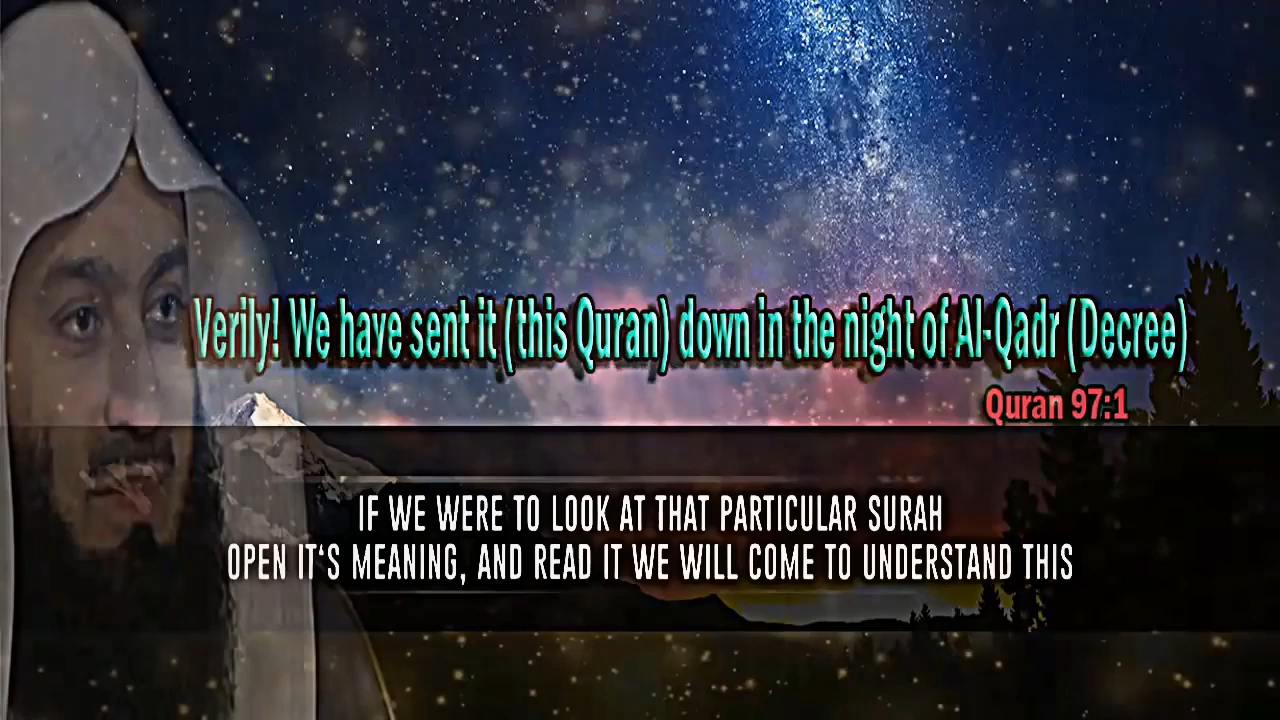 Verily! We have sent it (this Quran) down in the night of Al-Qadr (Decree)
Quran 97:1
IF WE WERE TO LOOK AT THAT PARTICULAR SURAH
OPEN IT'S MEANING, AND READ IT WE WILL COME TO UNDERSTAND THIS